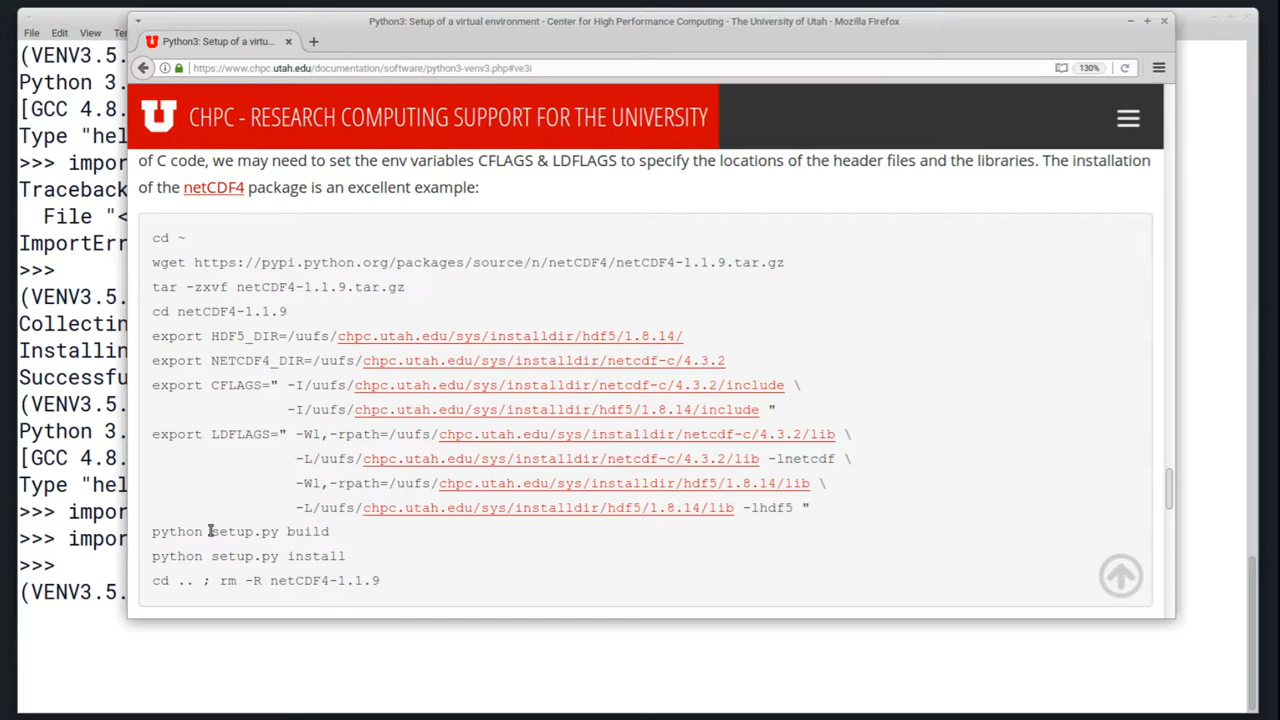 Python3: Setup of a virtual environment - Center for High Performance Computing - The University of Utah - Mozilla Firefox
File Edit View
Python3: Setup of a virtu...
https://www.chpc.utah.edu/documentation/software/python3-venv3.php#ve3i
130%
CHPC - RESEARCH COMPUTING SUPPORT FOR THE UNIVERSITY
of C code, we may need to set the env variables CFLAGS & LDFLAGS to specify the locations of the header files and the libraries. The installation
of the netCDF4 package is an excellent example:
cd ~
wget https://pypi.python.org/packages/source/n/netCDF4/netCDF4-1.1.9.tar.gz
tar -zxvf netCDF4-1.1.9.tar.gz
cd netCDF4-1.1.9
export HDF5_DIR=/uufs/chpc.utah.edu/sys/installdir/hdf5/1.8.14/
export NETCDF4_DIR=/uufs/chpc.utah.edu/sys/installdir/netcdf-c/4.3.2
export CFLAGS=" -I/uufs/chpc.utah.edu/sys/installdir/netcdf-c/4.3.2/include \
-I/uufs/chpc.utah.edu/sys/installdir/hdf5/1.8.14/include "
export LDFLAGS=" -Wl,-rpath=/uufs/chpc.utah.edu/sys/installdir/netcdf-c/4.3.2/lib \
-L/uufs/chpc.utah.edu/sys/installdir/netcdf-c/4.3.2/lib -lnetcdf \
-Wl,-rpath=/uufs/chpc.utah.edu/sys/installdir/hdf5/1.8.14/lib \
-L/uufs/chpc.utah.edu/sys/installdir/hdf5/1.8.14/lib -lhdf5 "
python setup.py build
python setup.py install
cd .. ; rm -R netCDF4-1.1.9
(VENV3.5.
Python 3.
[GCC 4.8.
Type "hel
>>> impor
Traceback
File "<
ImportErr
>>>
(VENV3.5.
Collectin
Installin
Successfu
(VENV3.5.
Python 3.
[GCC 4.8.
Type "hel
>>> impor
>>> impor
>>>
(VENV3.5.